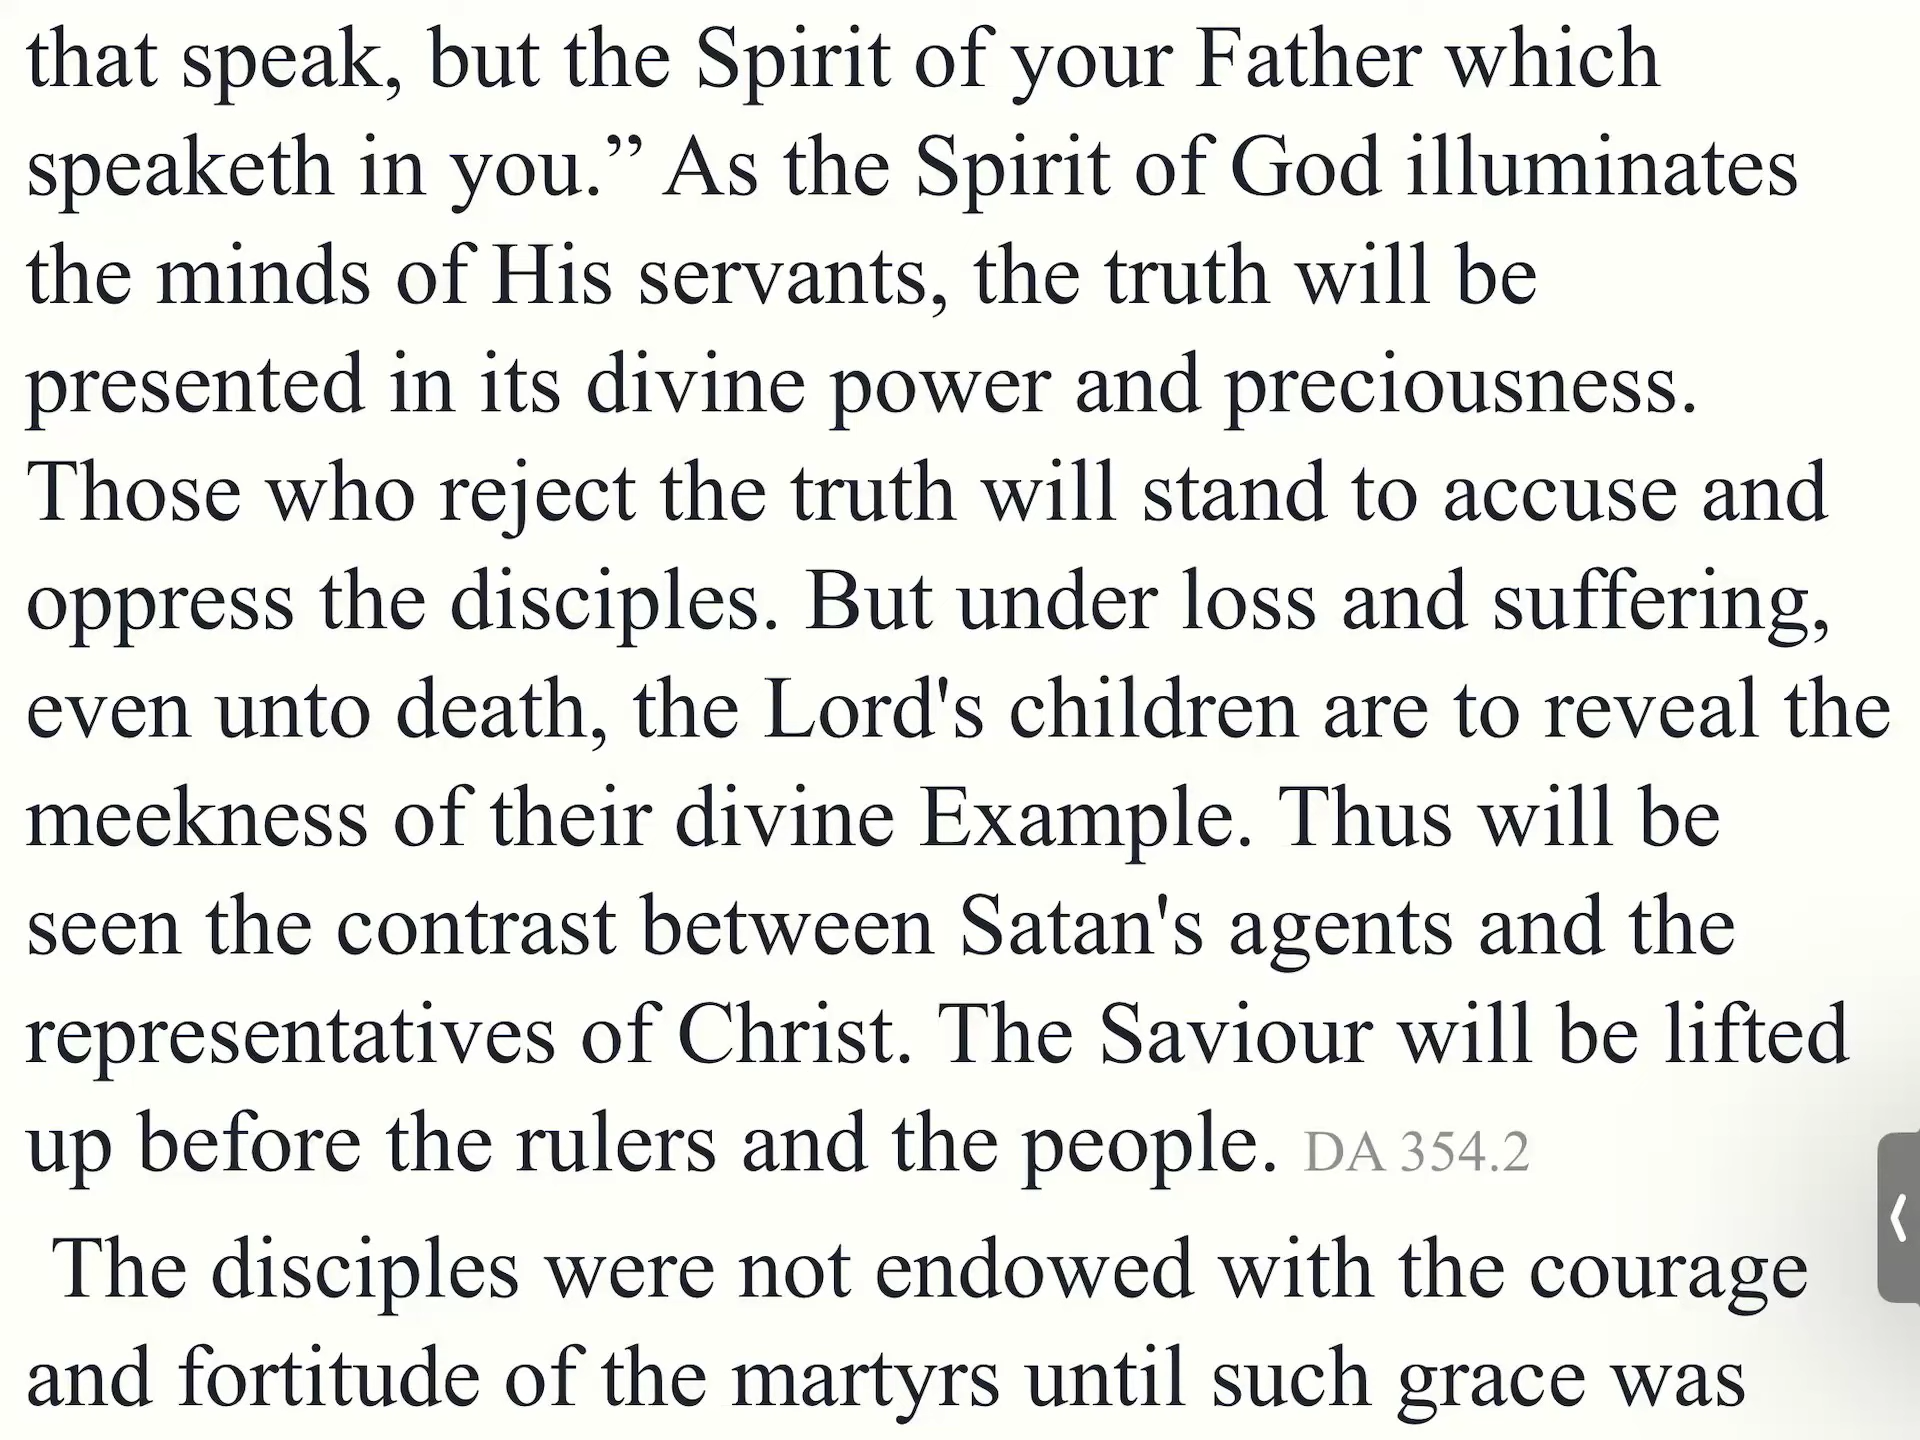 that speak, but the Spirit of your Father which
speaketh in you.” As the Spirit of God illuminates
the minds of His servants, the truth will be
presented in its divine power and preciousness.
Those who reject the truth will stand to accuse and
oppress the disciples. But under loss and suffering,
even unto death, the Lord's children are to reveal the
meekness of their divine Example. Thus will be
seen the contrast between Satan's agents and the
representatives of Christ. The Saviour will be lifted
up before the rulers and the people. DA 354.2
The disciples were not endowed with the courage
and fortitude of the martyrs until such grace was